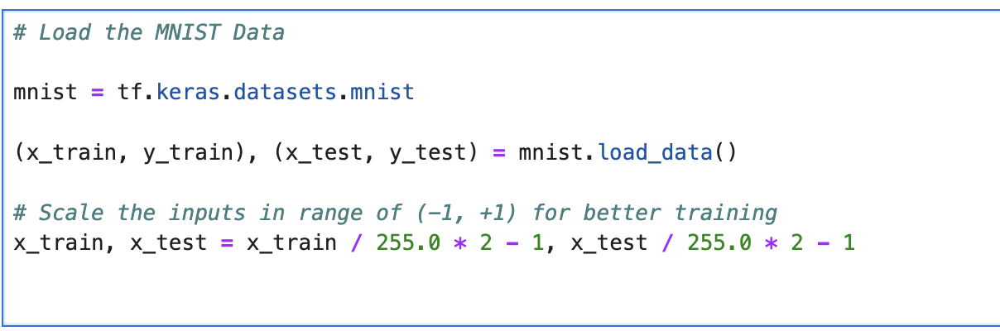 # Load the MNIST Data
mnist = tf.keras.datasets.mnist
(x_train, y_train), (x_test, y_test) = mnist.load_data()
# Scale the inputs in range of (-1, +1) for better training
x_train, x_test = x_train / 255.0 * 2 - 1, x_test / 255.0 * 2 - 1